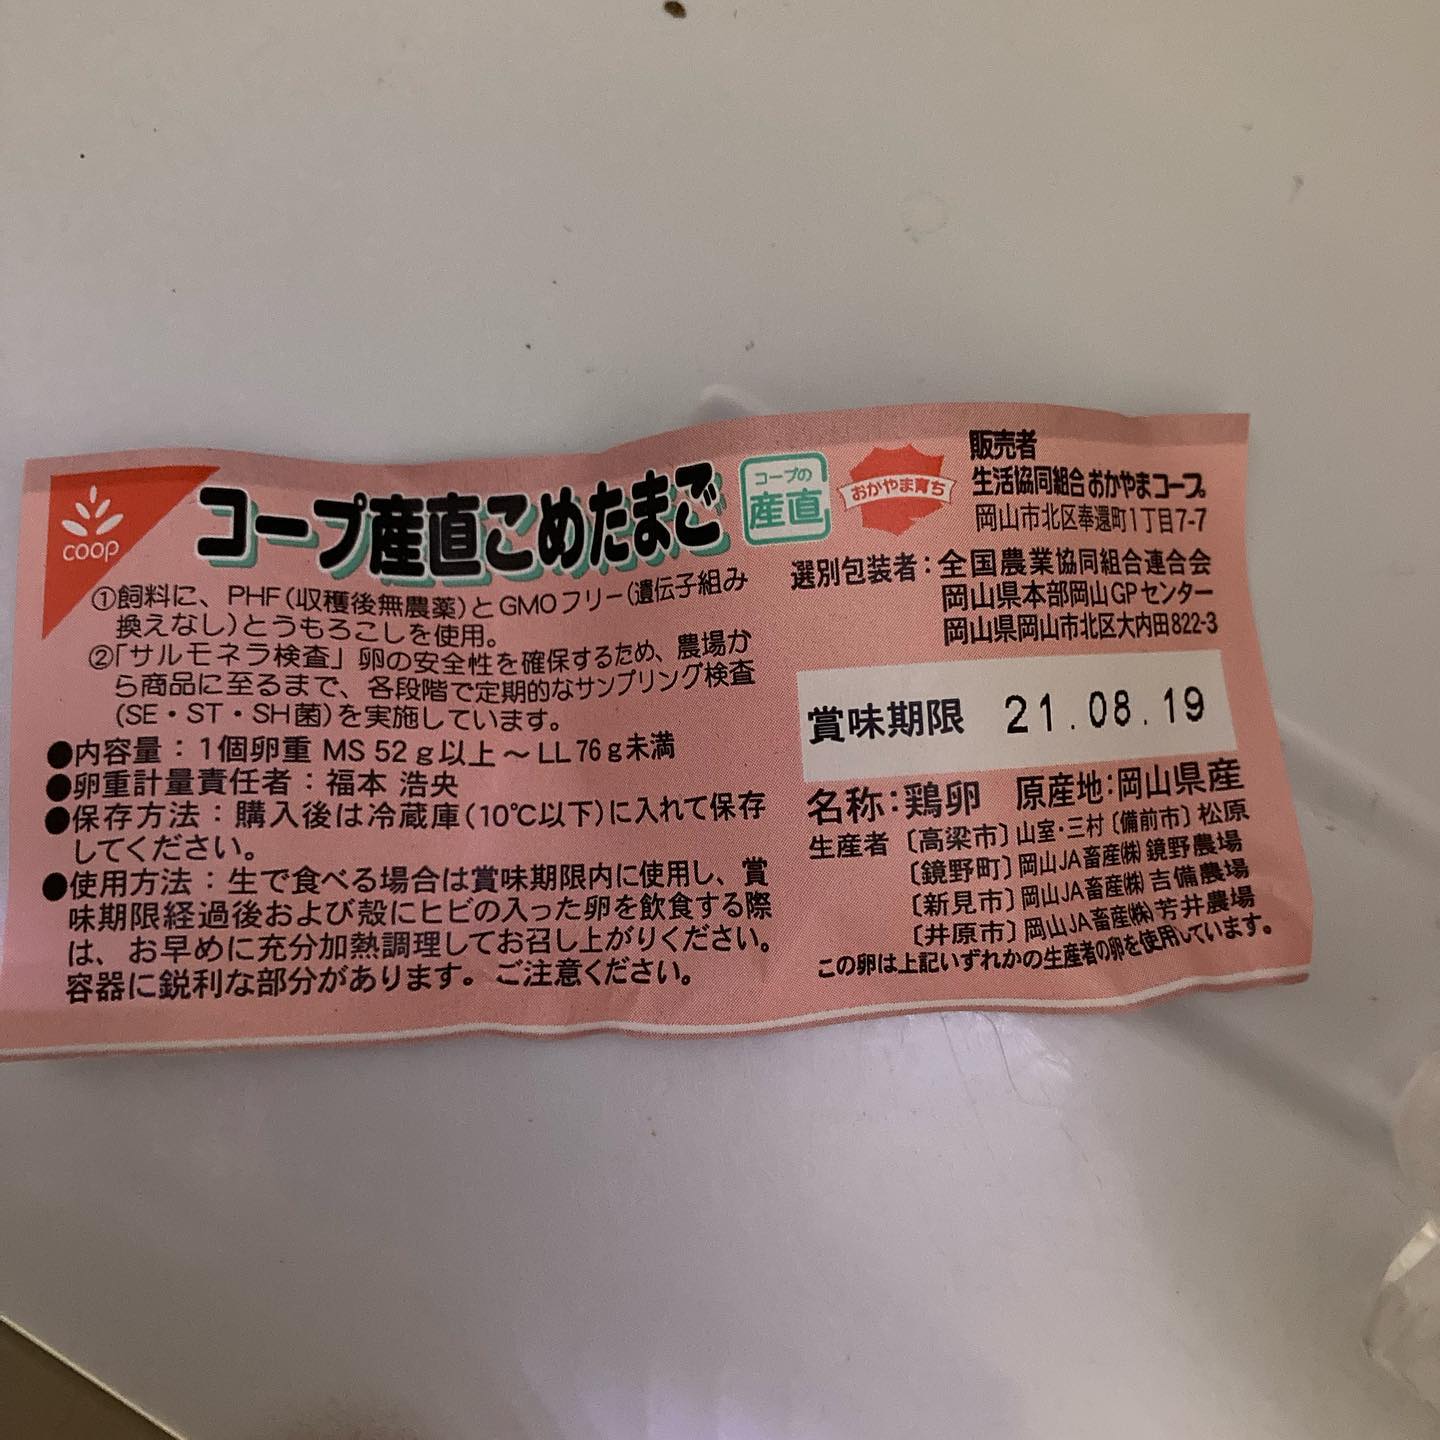 coop
コープ産直こめたまご
コープの
産直
おかやま育ち
①飼料に、PHF(収穫後無農薬)とGMOフリー(遺伝子組み
換えなし)とうもろこしを使用。
②「サルモネラ検査」卵の安全性を確保するため、農場か
ら商品に至るまで、各段階で定期的なサンプリング検査
(SE・ST・SH菌)を実施しています。
●内容量：1個卵重 MS 52g以上～LL 76g未満
●卵重計量責任者：福本 浩央
●保存方法：購入後は冷蔵庫(10℃以下)に入れて保存
してください。
●使用方法：生で食べる場合は賞味期限内に使用し、賞
味期限経過後および殻にヒビの入った卵を飲食する際
は、お早めに充分加熱調理してお召し上がりください。
容器に鋭利な部分があります。ご注意ください。
販売者
生活協同組合おかやまコープ。
岡山市北区奉還町1丁目7-7
選別包装者：全国農業協同組合連合会
岡山県本部岡山GPセンター
岡山県岡山市北区大内田822-3
賞味期限 21.08.19
名称：鶏卵 原産地：岡山県産
生産者〔高梁市〕山室・三村〔備前市〕松原
〔鏡野町〕岡山JA畜産㈱鏡野農場
〔新見市〕岡山JA畜産㈱吉備農場
〔井原市〕岡山JA畜産㈱芳井農場
この卵は上記いずれかの生産者の卵を使用しています。